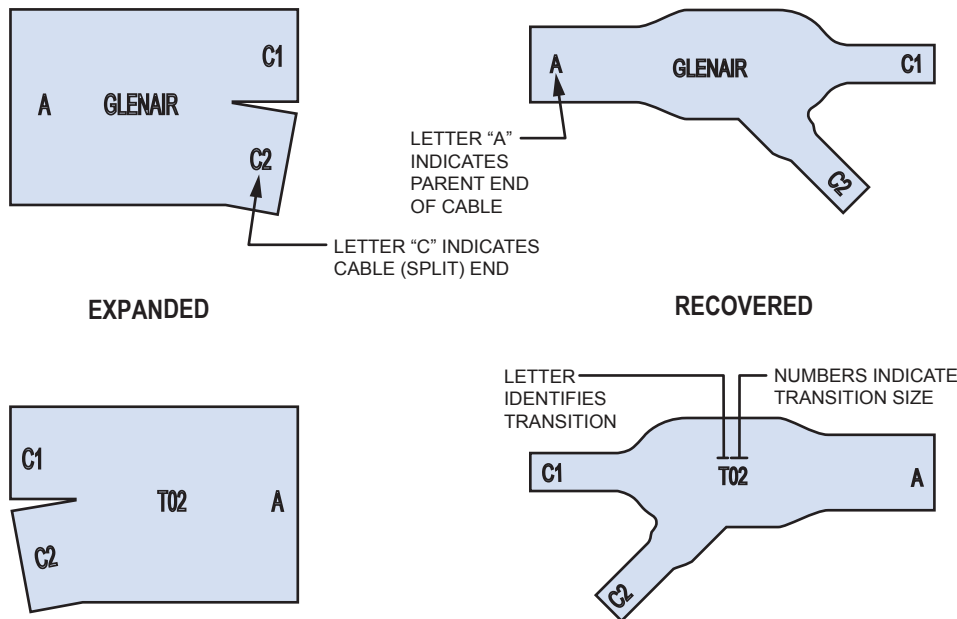 C1
A GLENAIR
C2
A GLENAIR C1
C2
LETTER “A”
INDICATES
PARENT END
OF CABLE
LETTER “C” INDICATES
CABLE (SPLIT) END
EXPANDED
RECOVERED
LETTER
IDENTIFIES
TRANSITION
NUMBERS INDICATE
TRANSITION SIZE
C1
T02 A
C2
C1 T02 A
C2